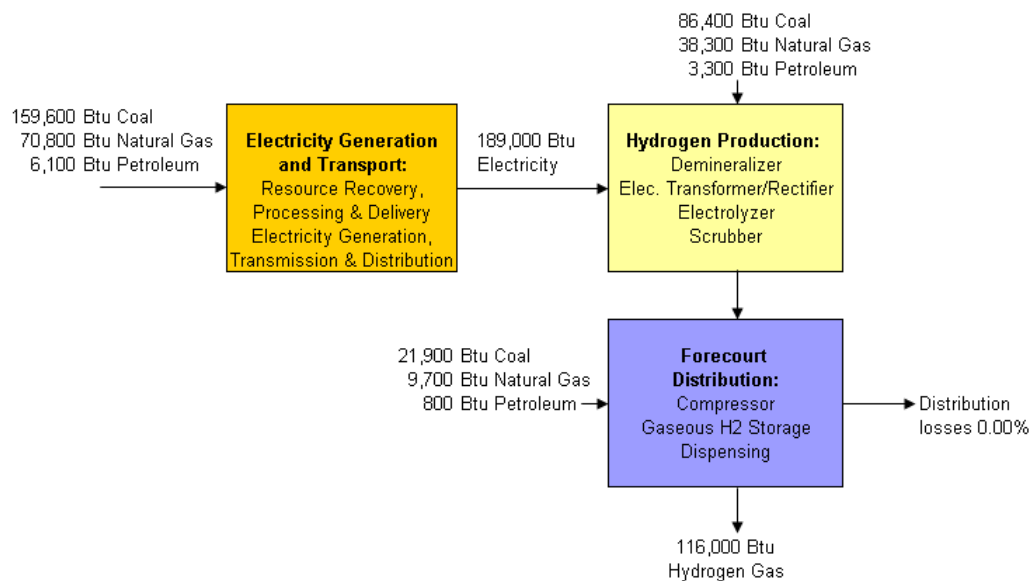 86,400 Btu Coal
38,300 Btu Natural Gas
3,300 Btu Petroleum
159,600 Btu Coal
70,800 Btu Natural Gas
6,100 Btu Petroleum
Electricity Generation
and Transport:
Resource Recovery,
Processing & Delivery
Electricity Generation,
Transmission & Distribution
189,000 Btu
Electricity
Hydrogen Production:
Demineralizer
Elec. Transformer/Rectifier
Electrolyzer
Scrubber
21,900 Btu Coal
9,700 Btu Natural Gas
800 Btu Petroleum
Forecourt
Distribution:
Compressor
Gaseous H2 Storage
Dispensing
Distribution
losses 0.00%
116,000 Btu
Hydrogen Gas